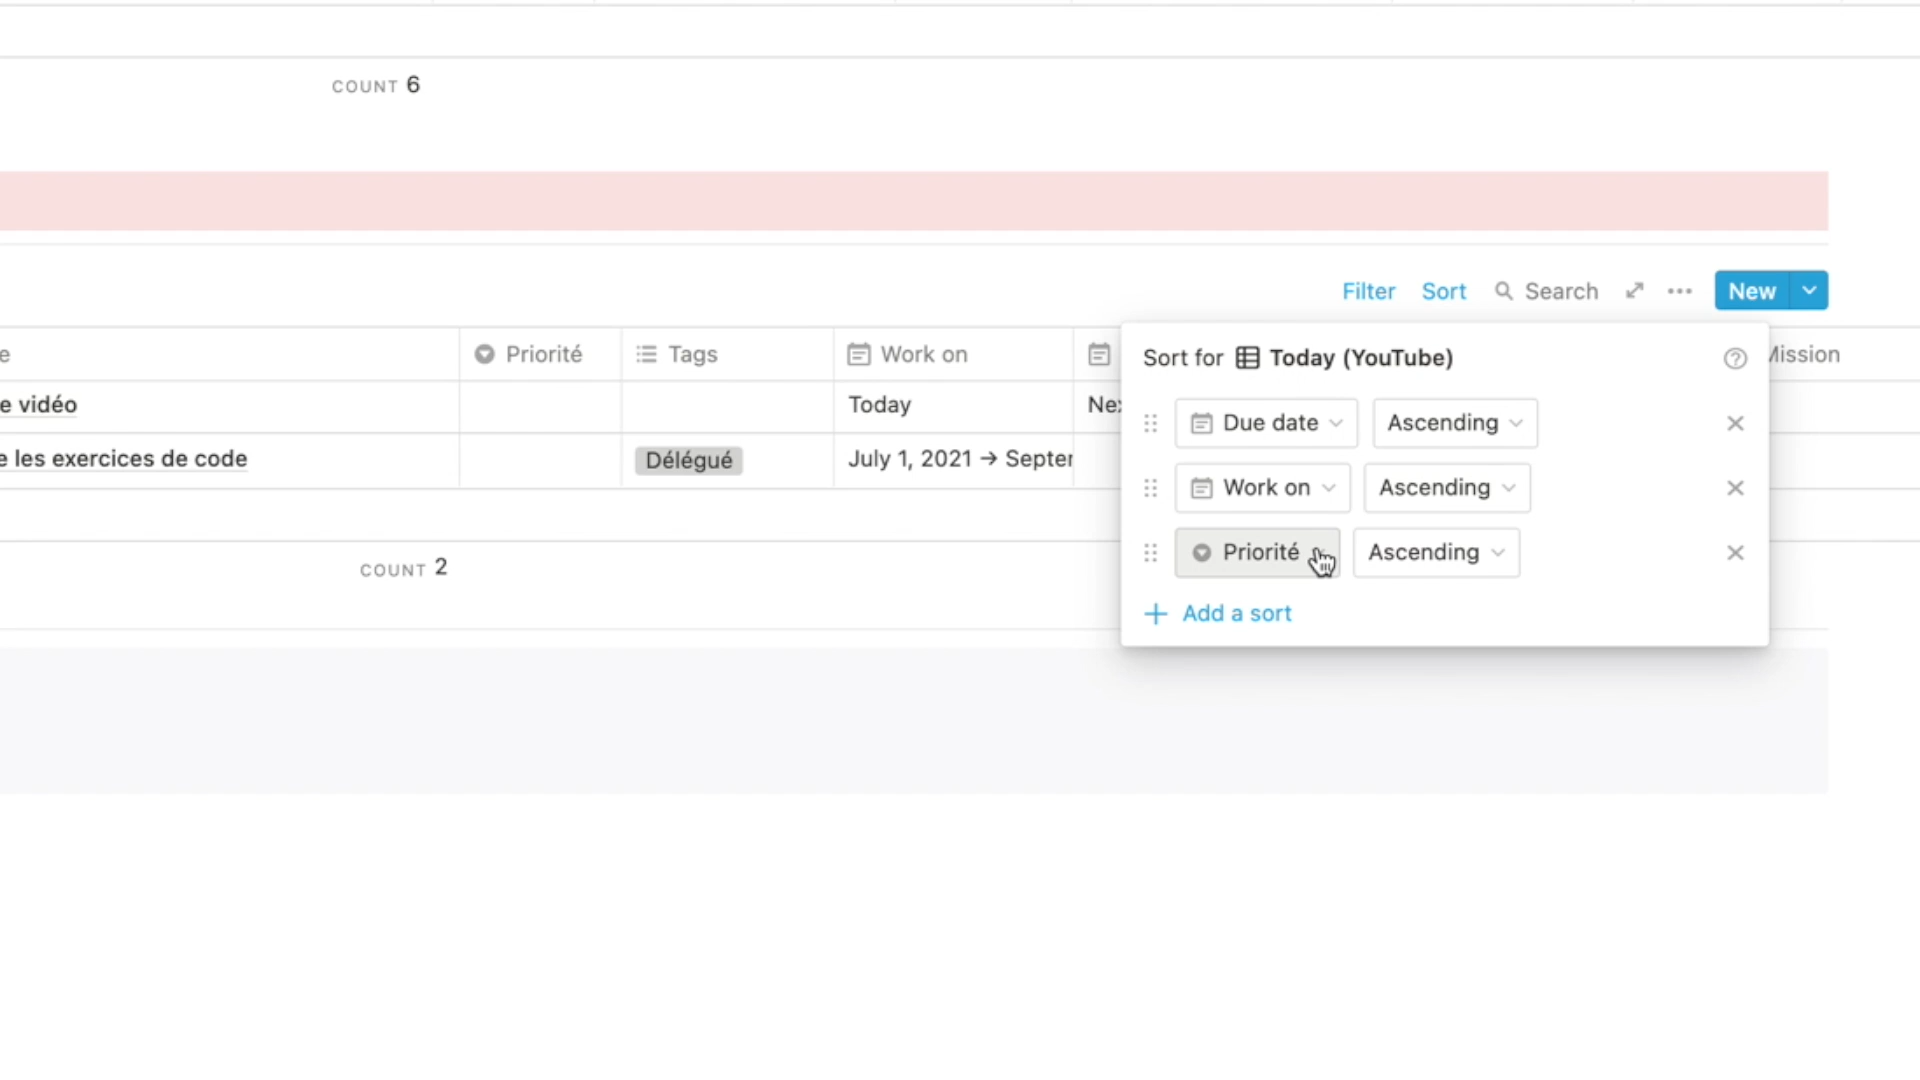 COUNT 6
Filter Sort Search New
e Priorité Tags Work on Mission
Sort for Today (YouTube)
e vidéo Today Nex
Due date Ascending
e les exercices de code Délégué July 1, 2021 → Septer
Work on Ascending
Priorité Ascending
COUNT 2
Add a sort